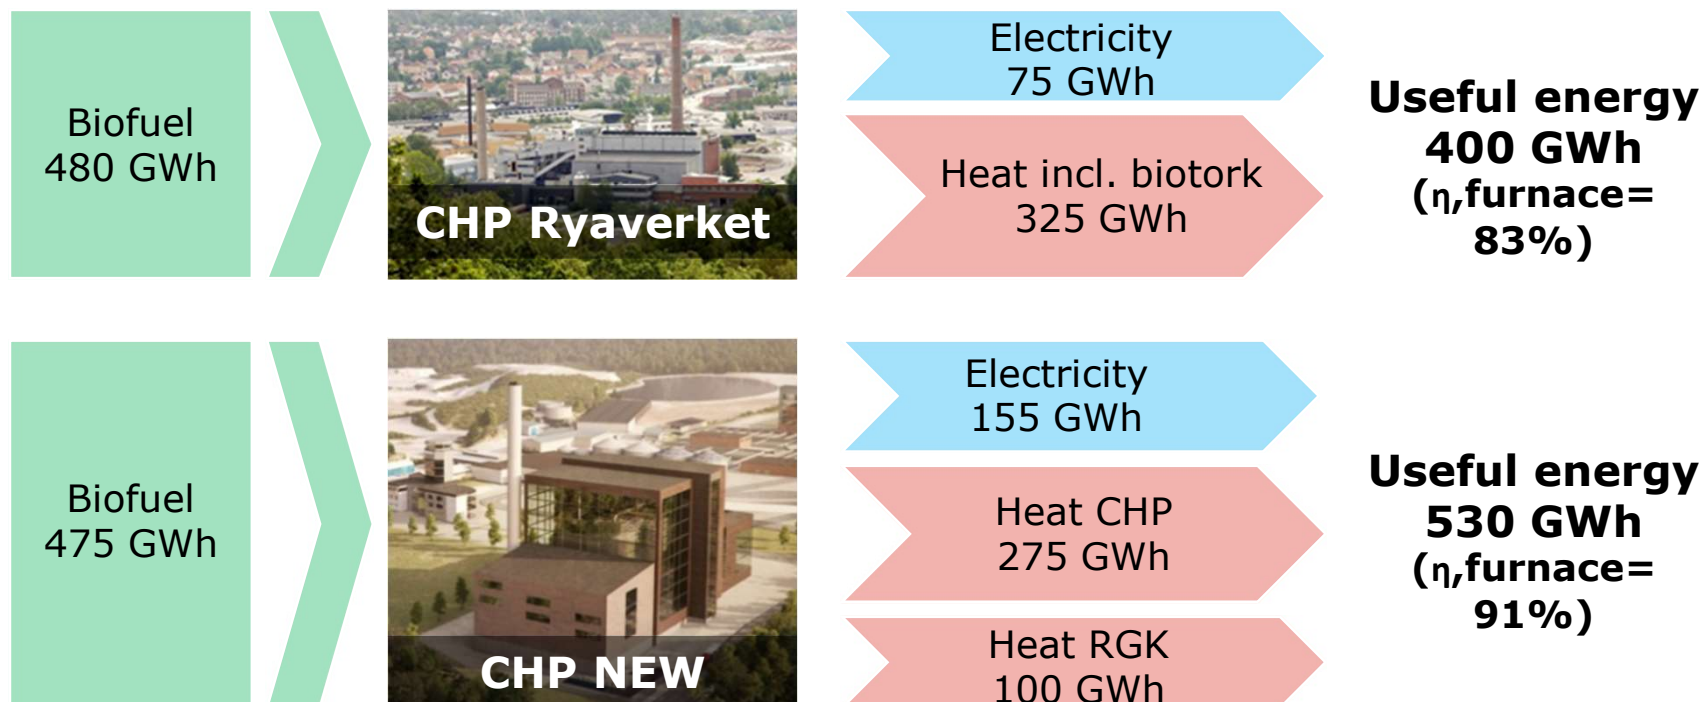 Biofuel
480 GWh
CHP Ryaverket
Electricity
75 GWh
Heat incl. biotork
325 GWh
Useful energy
400 GWh
(η,furnace=
83%)
Biofuel
475 GWh
CHP NEW
Electricity
155 GWh
Heat CHP
275 GWh
Heat RGK
100 GWh
Useful energy
530 GWh
(η,furnace=
91%)